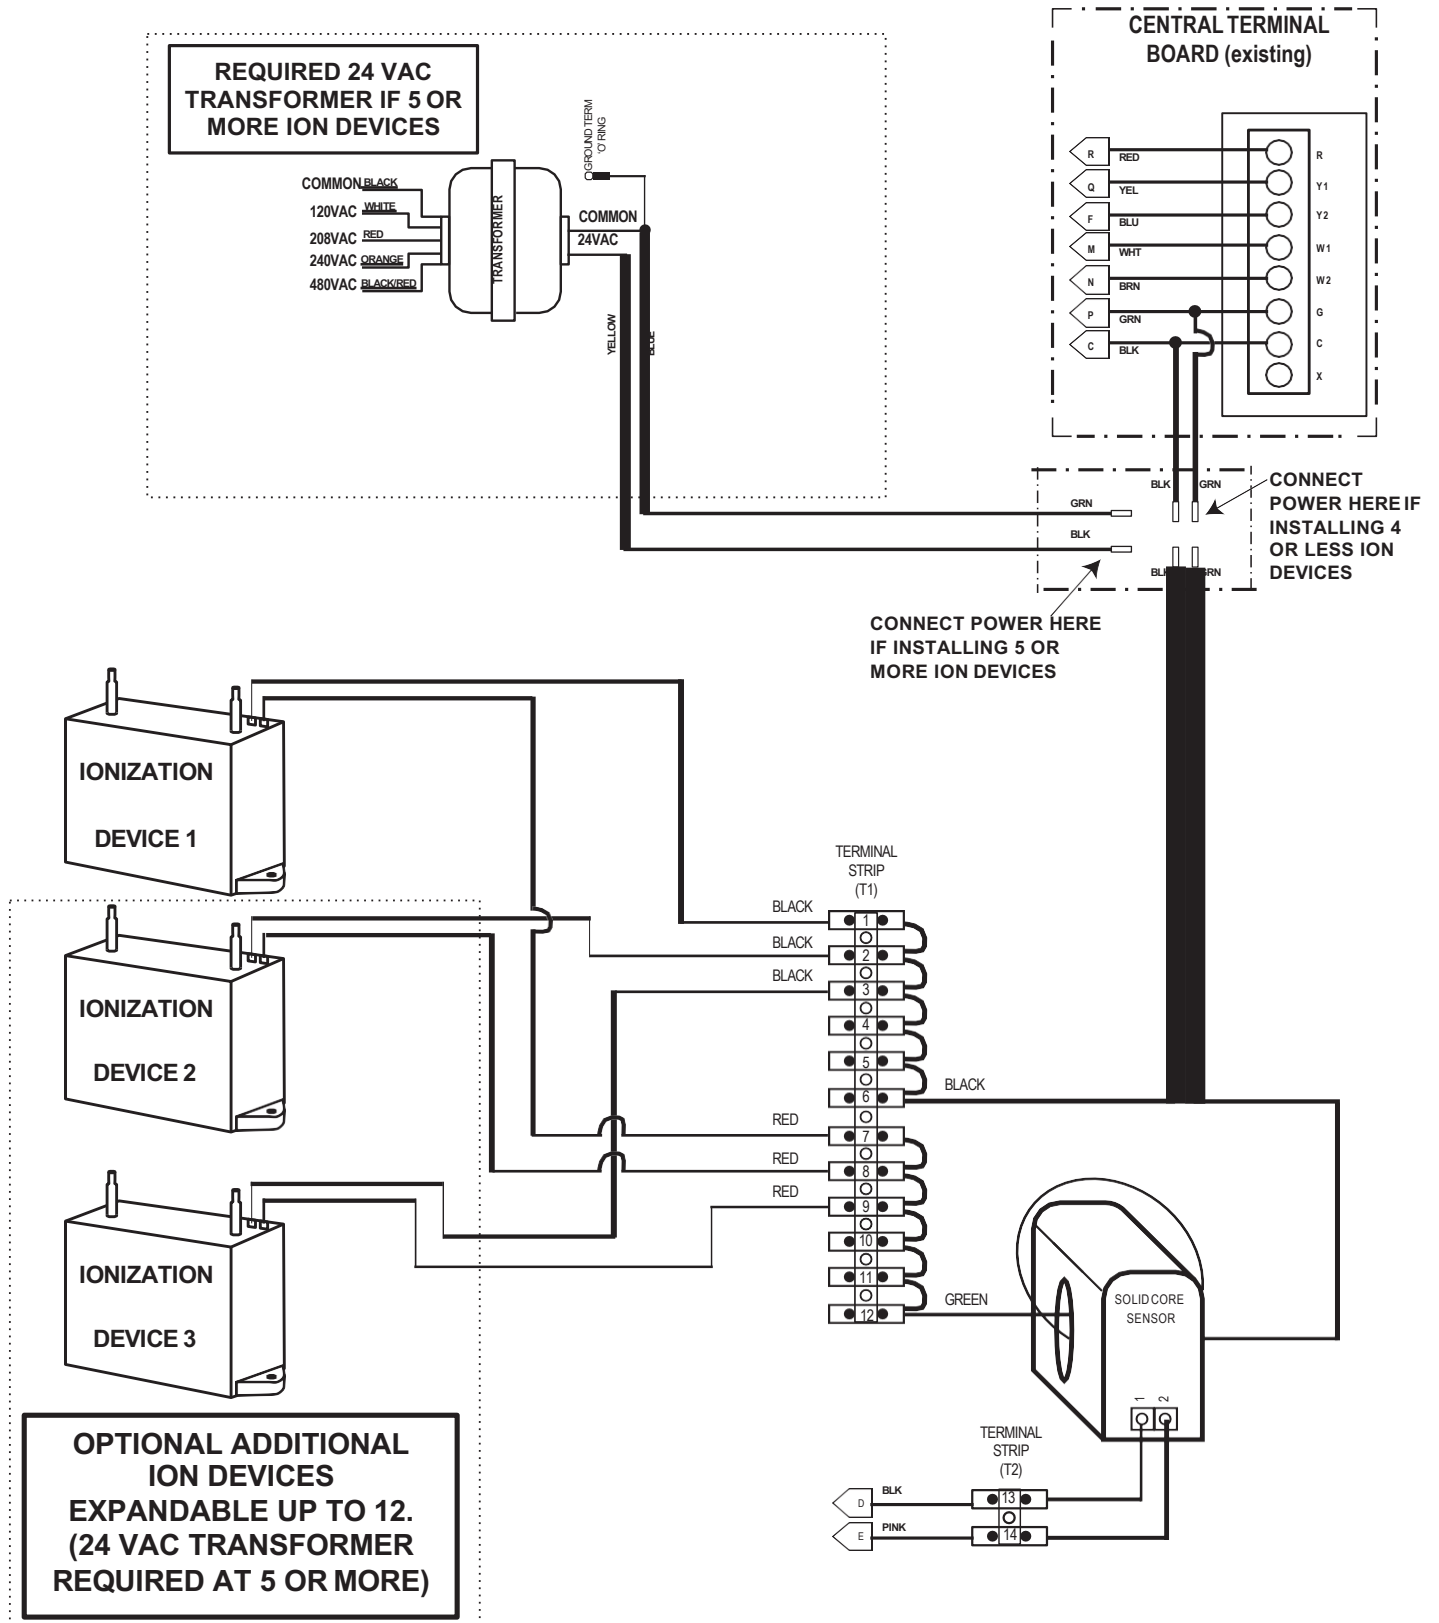 CENTRAL TERMINAL
BOARD (existing)
REQUIRED 24 VAC
TRANSFORMER IF 5 OR
MORE ION DEVICES
GROUND TERM
'O' RING
COMMON BLACK
120VAC WHITE
208VAC RED
240VAC ORANGE
480VAC BLACK/RED
TRANSFORMER
COMMON
24VAC
YELLOW
BLUE
R RED R
Q YEL Y1
F BLU Y2
M WHT W1
N BRN W2
P GRN G
C BLK C
X
BLK GRN
GRN
BLK
BLK GRN
CONNECT
POWER HERE IF
INSTALLING 4
OR LESS ION
DEVICES
CONNECT POWER HERE
IF INSTALLING 5 OR
MORE ION DEVICES
IONIZATION
DEVICE 1
IONIZATION
DEVICE 2
IONIZATION
DEVICE 3
TERMINAL
STRIP
(T1)
BLACK 1
BLACK 2
BLACK 3
4
5
6 BLACK
RED 7
RED 8
RED 9
10
11
12 GREEN
SOLID CORE
SENSOR
1 2
TERMINAL
STRIP
(T2)
D BLK 13
E PINK 14
OPTIONAL ADDITIONAL
ION DEVICES
EXPANDABLE UP TO 12.
(24 VAC TRANSFORMER
REQUIRED AT 5 OR MORE)